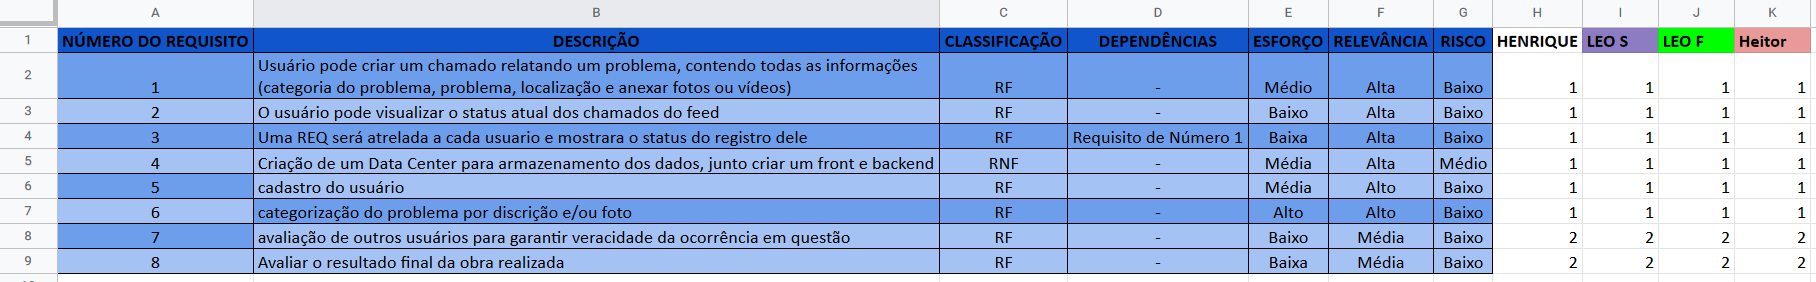 A B C D E F G H I J K
1 NÚMERO DO REQUISITO DESCRIÇÃO CLASSIFICAÇÃO DEPENDÊNCIAS ESFORÇO RELEVÂNCIA RISCO HENRIQUE LEO S LEO F Heitor
Usuário pode criar um chamado relatando um problema, contendo todas as informações
2 1 (categoria do problema, problema, localização e anexar fotos ou vídeos) RF - Médio Alta Baixo 1 1 1 1
3 2 O usuário pode visualizar o status atual dos chamados do feed RF - Baixo Alta Baixo 1 1 1 1
4 3 Uma REQ será atrelada a cada usuario e mostrara o status do registro dele RF Requisito de Número 1 Baixa Alta Baixo 1 1 1 1
5 4 Criação de um Data Center para armazenamento dos dados, junto criar um front e backend RNF - Média Alta Médio 1 1 1 1
6 5 cadastro do usuário RF - Média Alto Baixo 1 1 1 1
7 6 categorização do problema por discrição e/ou foto RF - Alto Alto Baixo 1 1 1 1
8 7 avaliação de outros usuários para garantir veracidade da ocorrência em questão RF - Baixo Média Baixo 2 2 2 2
9 8 Avaliar o resultado final da obra realizada RF - Baixa Média Baixo 2 2 2 2